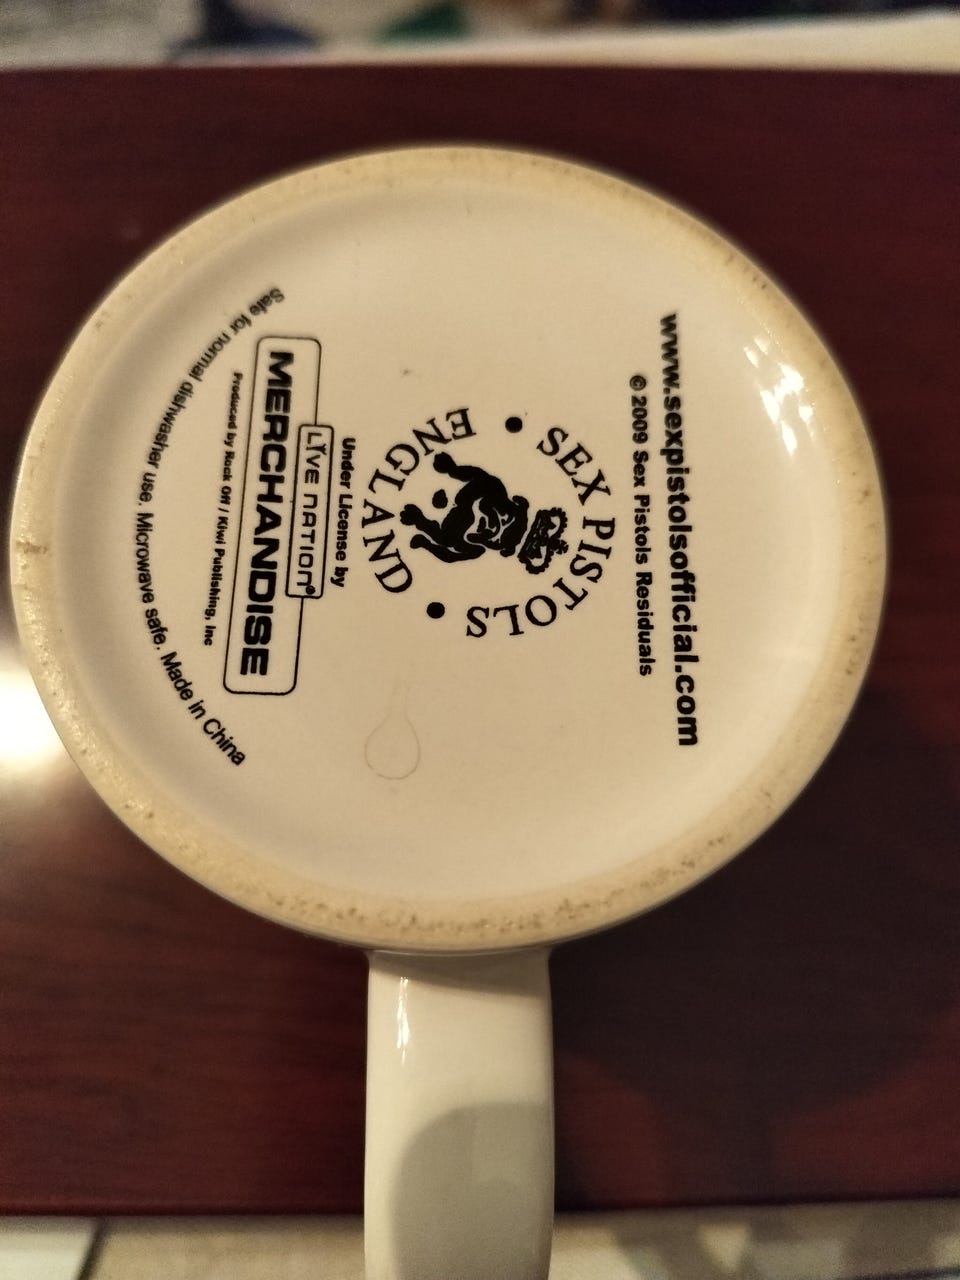 www.sexpistolsofficial.com
© 2009 Sex Pistols Residuals
SEX PISTOLS •
ENGLAND •
Under License by
LIVE NATION®
MERCHANDISE
Produced by Rock Off / Kiwi Publishing, Inc
Safe for normal dishwasher use. Microwave safe. Made in China